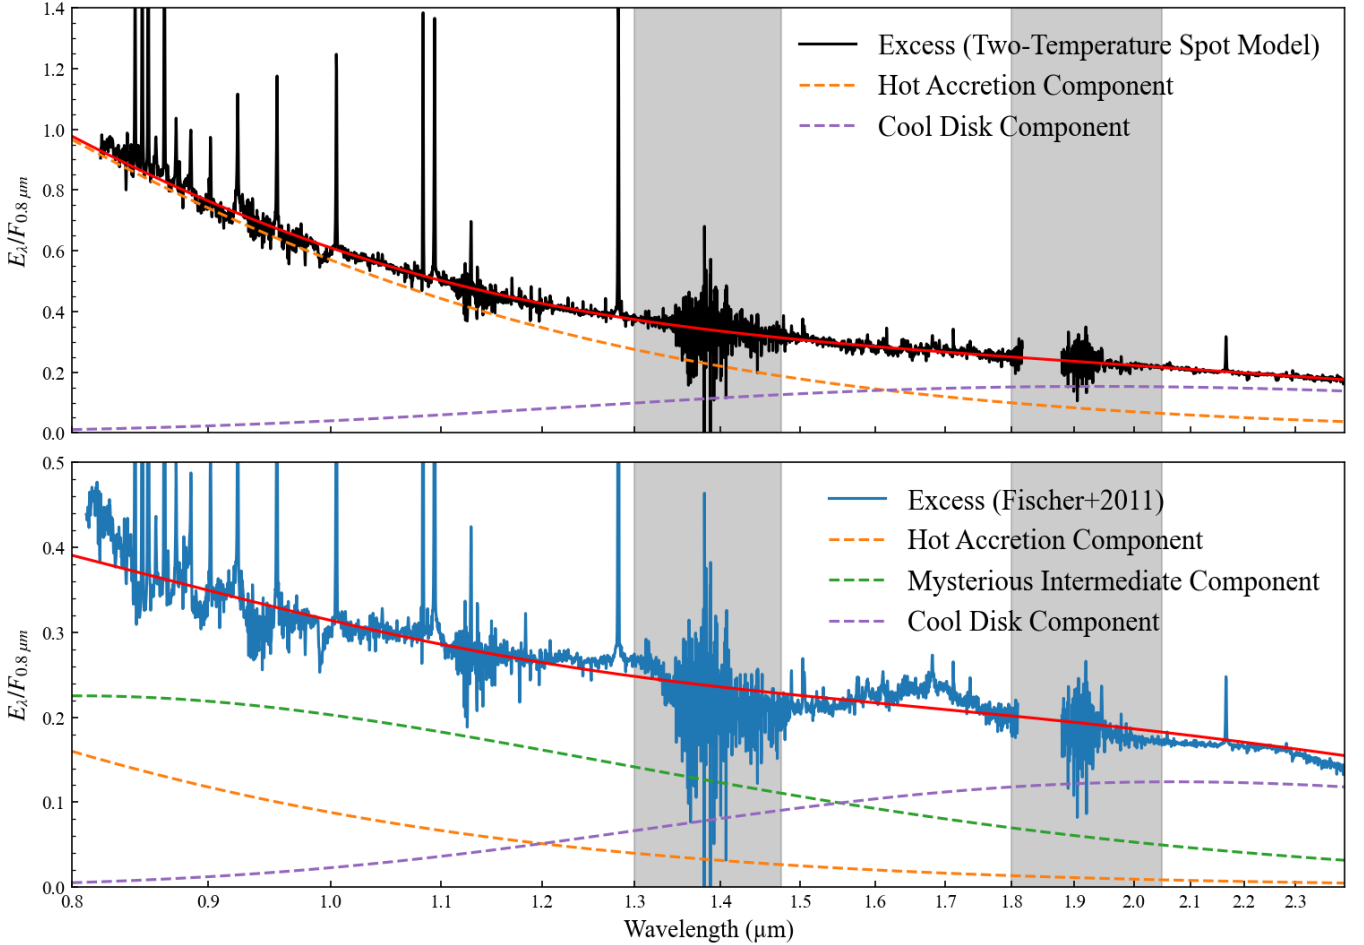 1.4
1.2
1.0
0.8
0.6
0.4
0.2
0.0
Eλ/F0.8 μm
Excess (Two-Temperature Spot Model)
Hot Accretion Component
Cool Disk Component
0.5
0.4
0.3
0.2
0.1
0.0
Eλ/F0.8 μm
Excess (Fischer+2011)
Hot Accretion Component
Mysterious Intermediate Component
Cool Disk Component
0.8 0.9 1.0 1.1 1.2 1.3 1.4 1.5 1.6 1.7 1.8 1.9 2.0 2.1 2.2 2.3
Wavelength (μm)